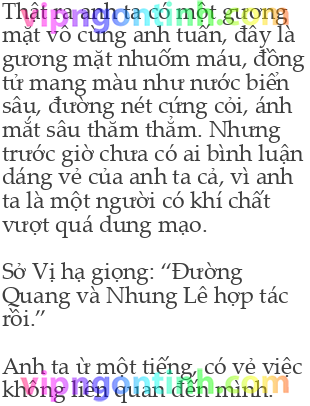 Thật ra anh ta có một gương
mặt vô cùng anh tuấn, đây là
gương mặt nhuốm máu, đồng
tử mang màu như nước biển
sâu, đường nét cứng cỏi, ánh
mắt sâu thăm thẳm. Nhưng
trước giờ chưa có ai bình luận
dáng vẻ của anh ta cả, vì anh
ta là một người có khí chất
vượt quá dung mạo.
Sở Vị hạ giọng: “Đường
Quang và Nhung Lê hợp tác
rồi.”
Anh ta ừ một tiếng, có vẻ việc
không liên quan đến mình.
vipngontinh.com
vipngontinh.com